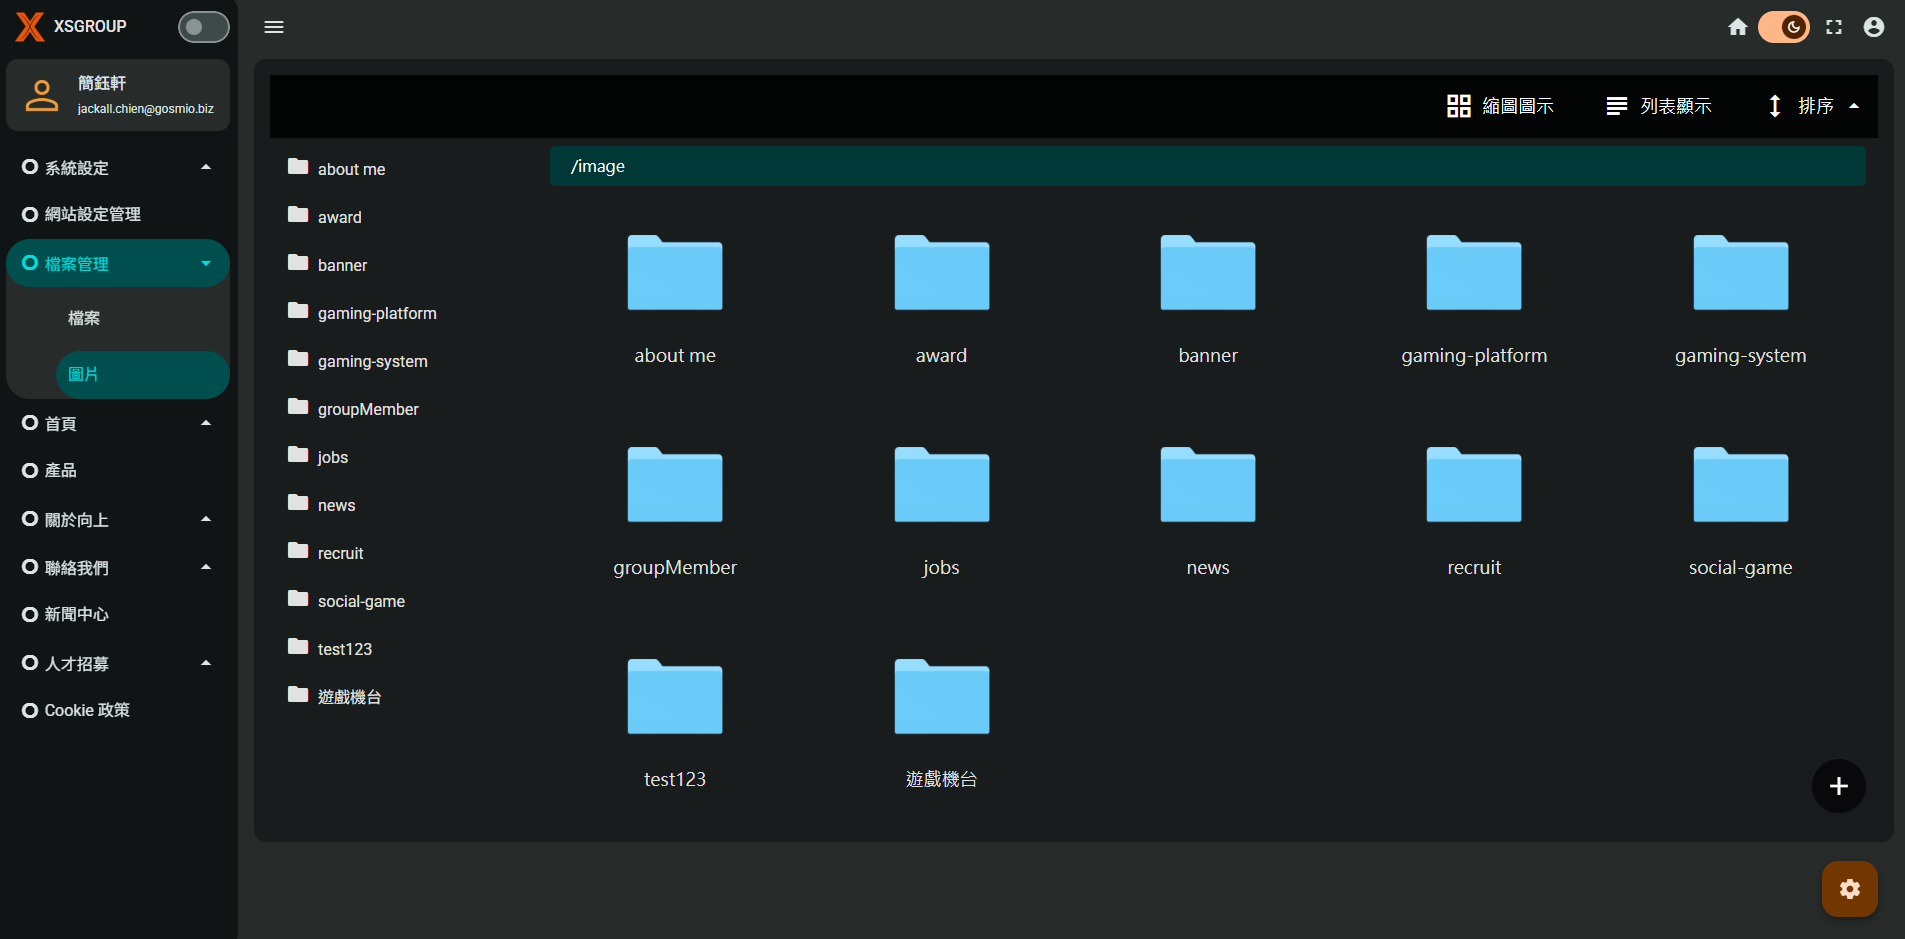 XSGROUP
簡鈺軒
jackall.chien@gosmio.biz
系統設定
網站設定管理
檔案管理
檔案
圖片
首頁
產品
關於向上
聯絡我們
新聞中心
人才招募
Cookie 政策
縮圖圖示
列表顯示
排序
about me
award
banner
gaming-platform
gaming-system
groupMember
jobs
news
recruit
social-game
test123
遊戲機台
/image
about me
award
banner
gaming-platform
gaming-system
groupMember
jobs
news
recruit
social-game
test123
遊戲機台